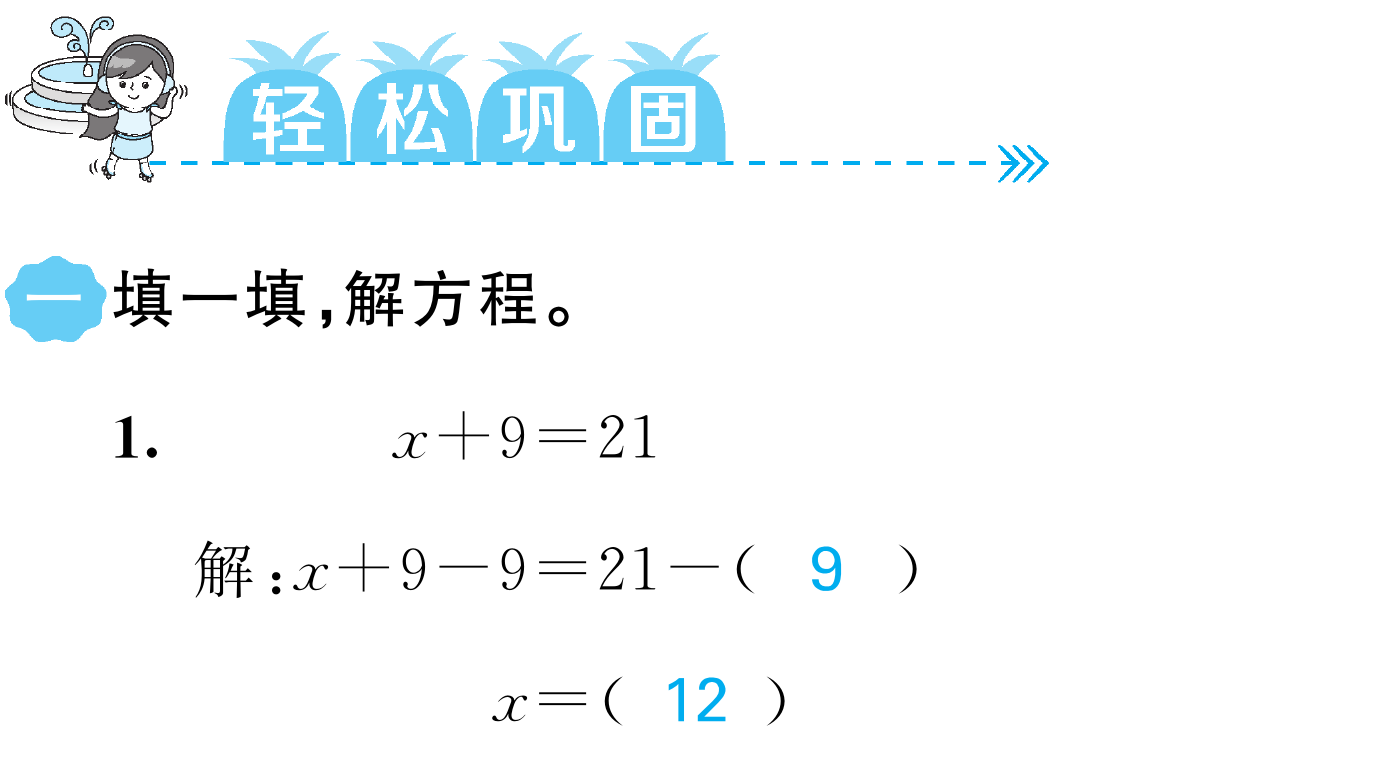 轻松巩固
一 填一填,解方程。
1. x+9=21
解:x+9-9=21-( 9 )
x=( 12 )